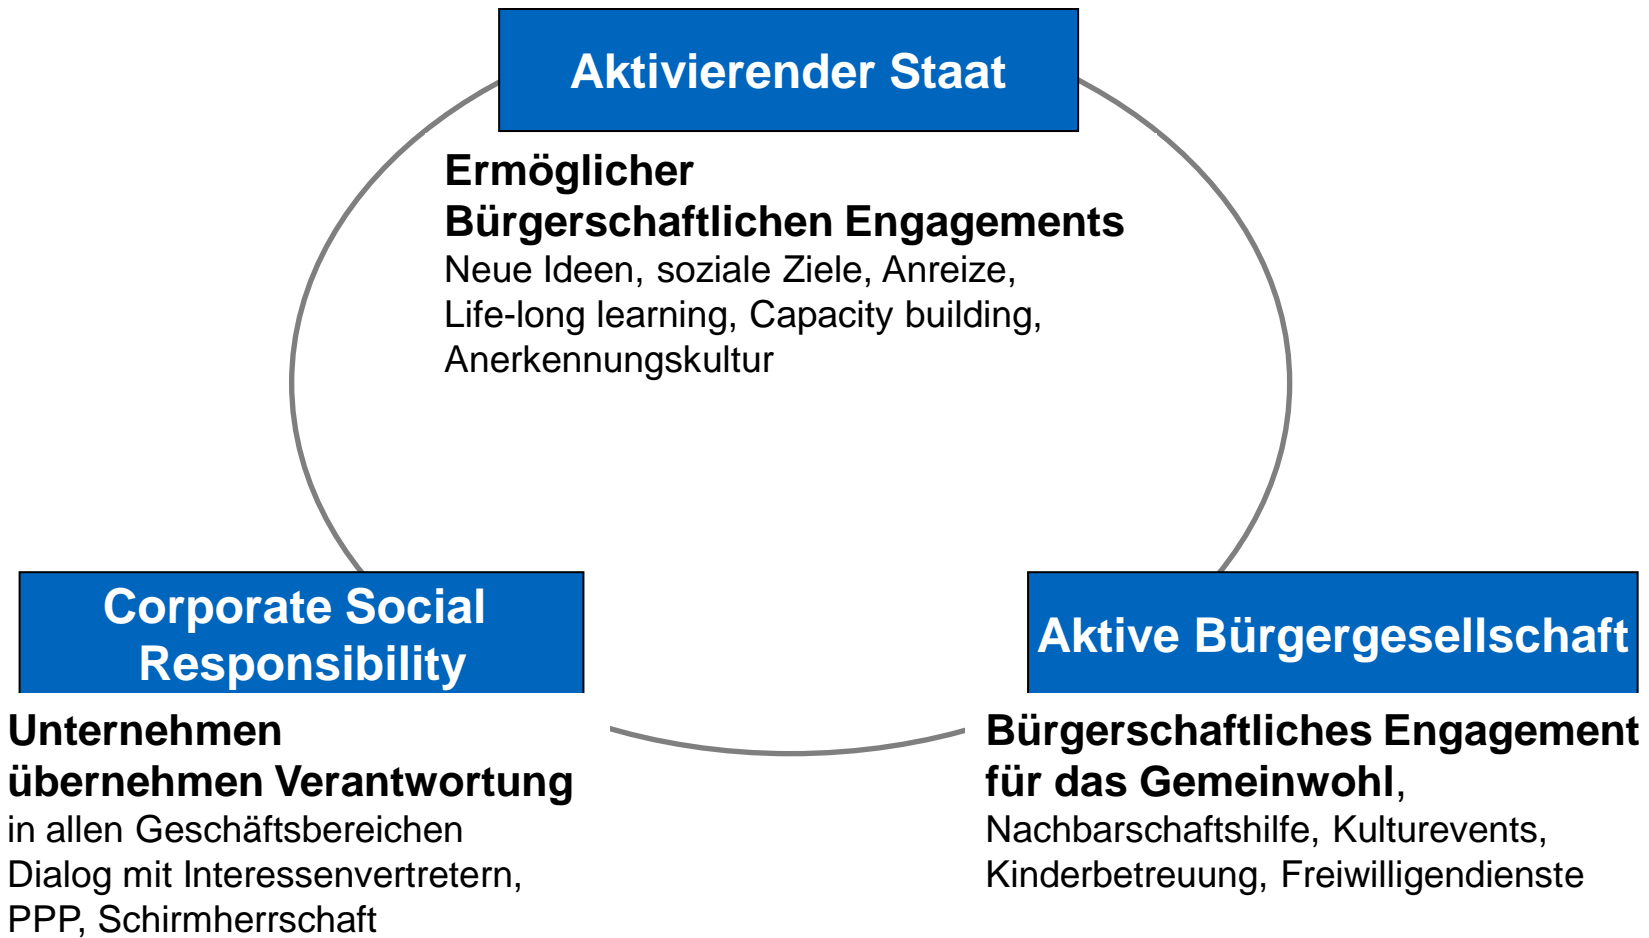 Aktivierender Staat
Ermöglicher
Bürgerschaftlichen Engagements
Neue Ideen, soziale Ziele, Anreize,
Life-long learning, Capacity building,
Anerkennungskultur
Corporate Social
Responsibility
Unternehmen
übernehmen Verantwortung
in allen Geschäftsbereichen
Dialog mit Interessenvertretern,
PPP, Schirmherrschaft
Aktive Bürgergesellschaft
Bürgerschaftliches Engagement
für das Gemeinwohl,
Nachbarschaftshilfe, Kulturevents,
Kinderbetreuung, Freiwilligendienste